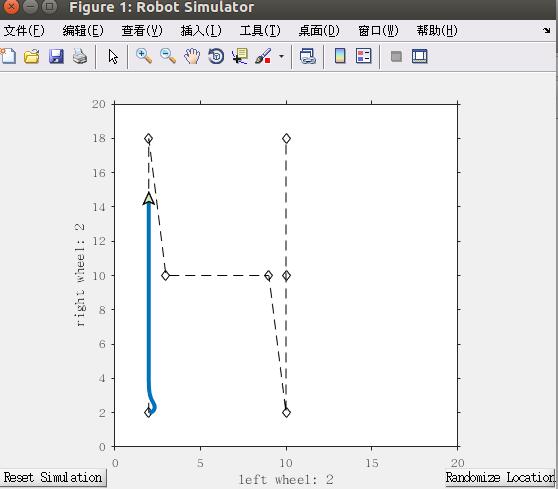 Figure 1: Robot Simulator
文件(F) 编辑(E) 查看(V) 插入(I) 工具(T) 桌面(D) 窗口(W) 帮助(H)
20
18
16
14
12
10
8
6
4
2
0
right wheel: 2
0 5 10 15 20
left wheel: 2
Reset Simulation
Randomize Location